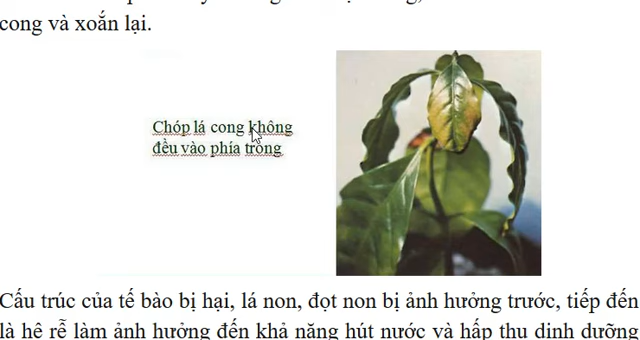 cong và xoắn lại.
Chóp lá cong không
đều vào phía trong
Cấu trúc của tế bào bị hại, lá non, đọt non bị ảnh hưởng trước, tiếp đến
là hệ rễ làm ảnh hưởng đến khả năng hút nước và hấp thu dinh dưỡng